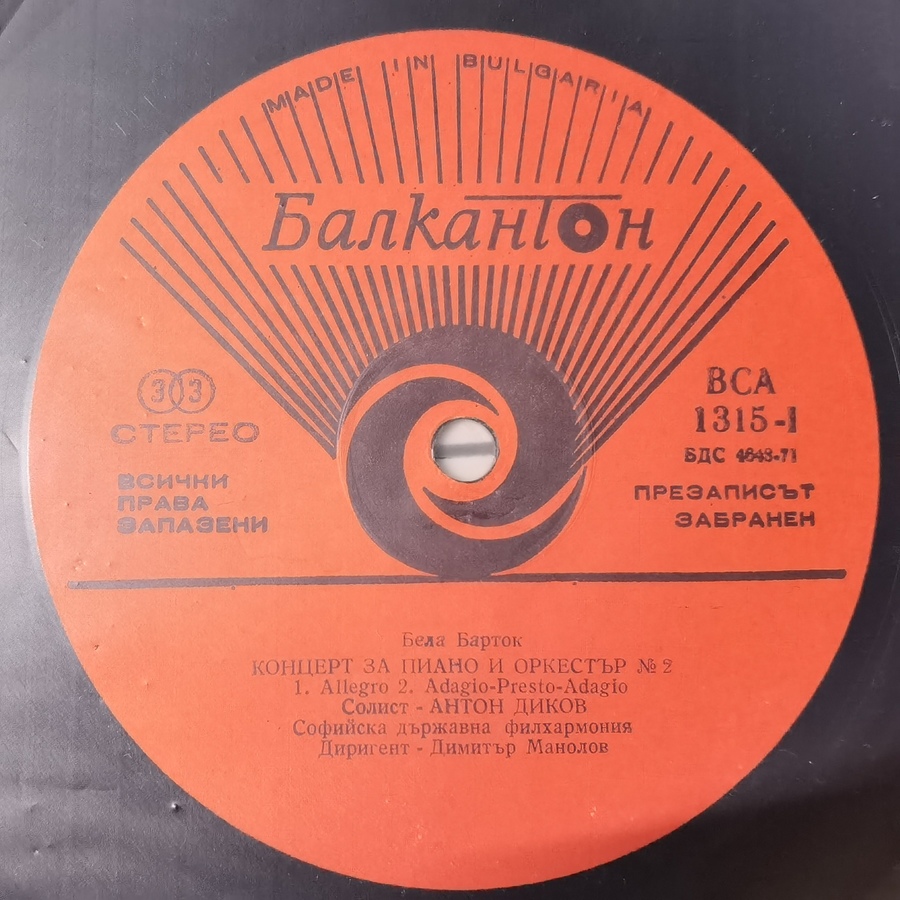 MADE IN BULGARIA
Балкантон
33
СТЕРЕО
ВСИЧКИ
ПРАВА
ЗАПАЗЕНИ
ВСА
1315-I
БДС 4643-71
ПРЕЗАПИСЪТ
ЗАБРАНЕН
Бела Барток
КОНЦЕРТ ЗА ПИАНО И ОРКЕСТЪР № 2
1. Allegro 2. Adagio-Presto-Adagio
Солист - АНТОН ДИКОВ
Софийска държавна филхармония
Диригент - Димитър Манолов